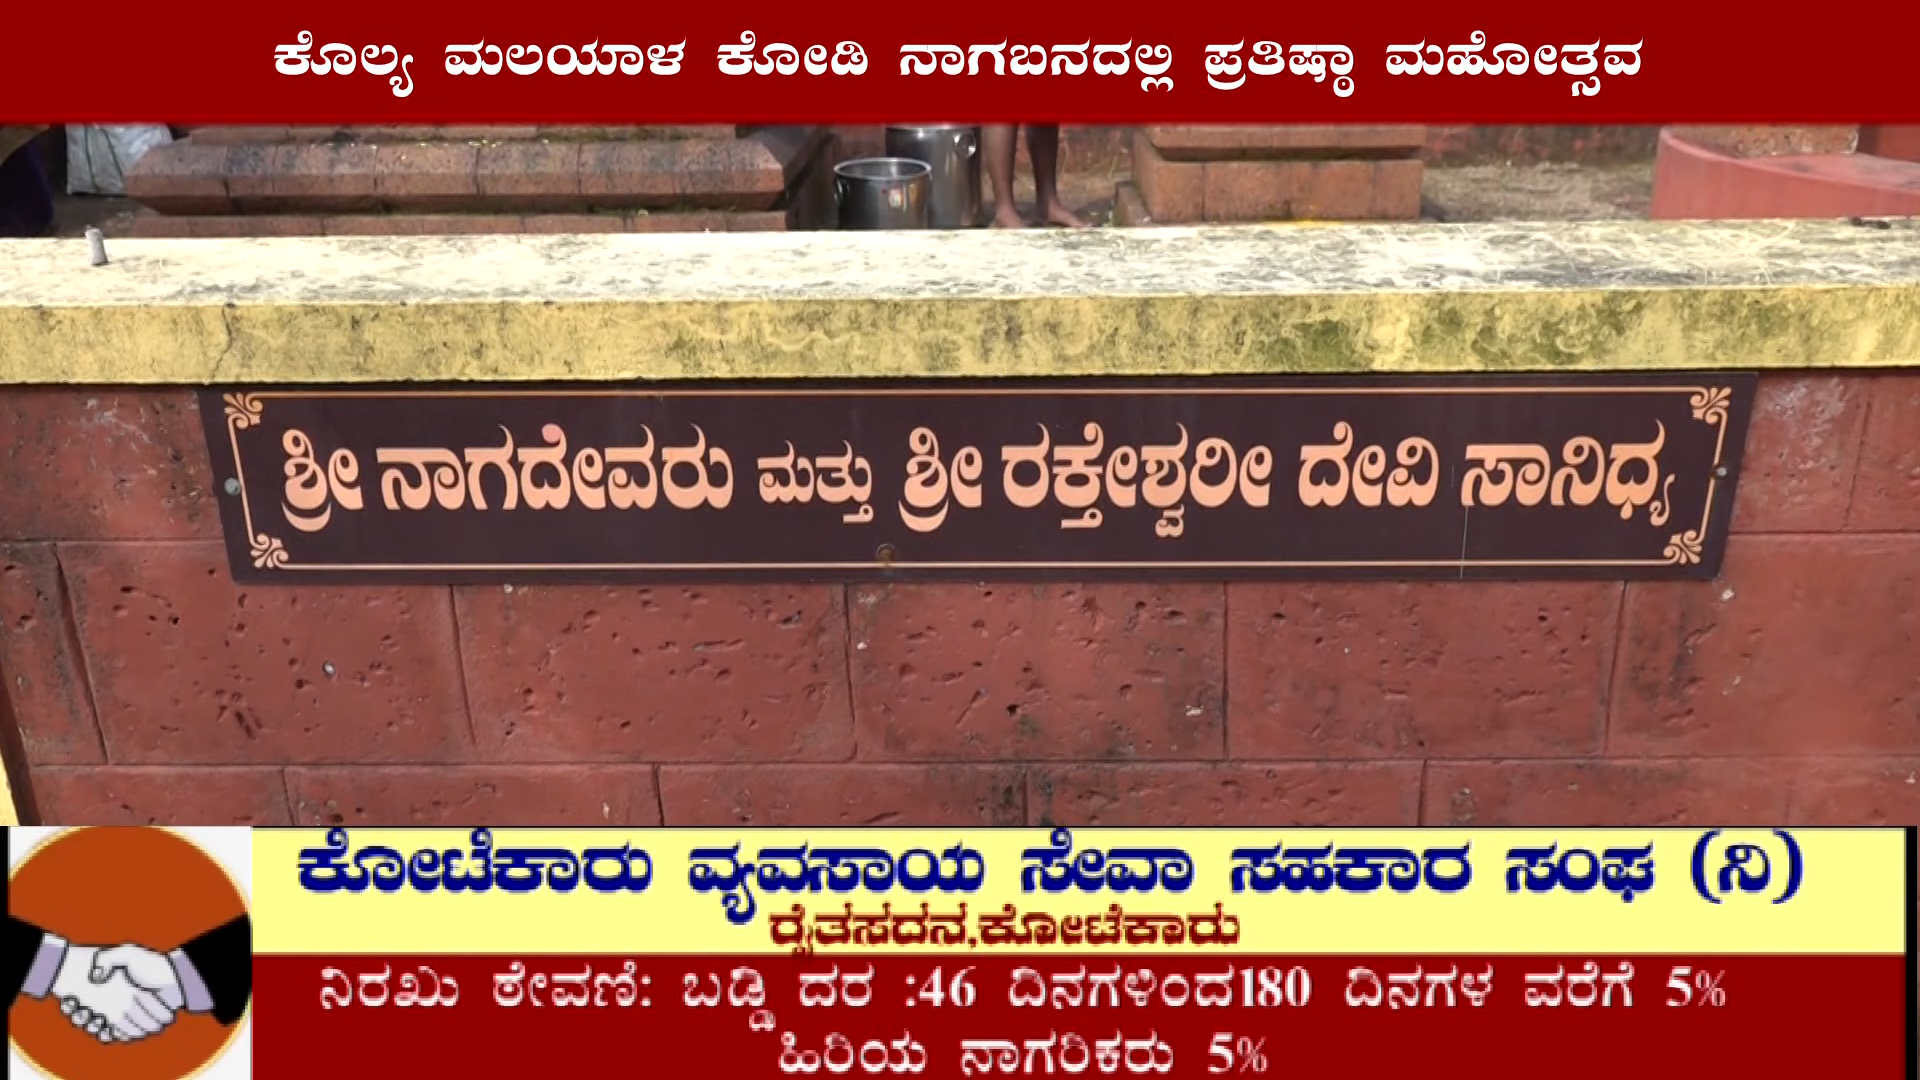 ಕೊಲ್ಯ ಮಲಯಾಳ ಕೋಡಿ ನಾಗಬನದಲ್ಲಿ ಪ್ರತಿಷ್ಠಾ ಮಹೋತ್ಸವ
ಶ್ರೀ ನಾಗದೇವರು ಮತ್ತು ಶ್ರೀ ರಕ್ತೇಶ್ವರೀ ದೇವಿ ಸಾನಿಧ್ಯ
ಕೋಟೆಕಾರು ವ್ಯವಸಾಯ ಸೇವಾ ಸಹಕಾರ ಸಂಘ (ನಿ)
ರೈತಸದನ,ಕೋಟೆಕಾರು
ನಿರಖು ಠೇವಣಿ: ಬಡ್ಡಿ ದರ :46 ದಿನಗಳಿಂದ180 ದಿನಗಳ ವರೆಗೆ 5%
ಹಿರಿಯ ನಾಗರಿಕರು 5%